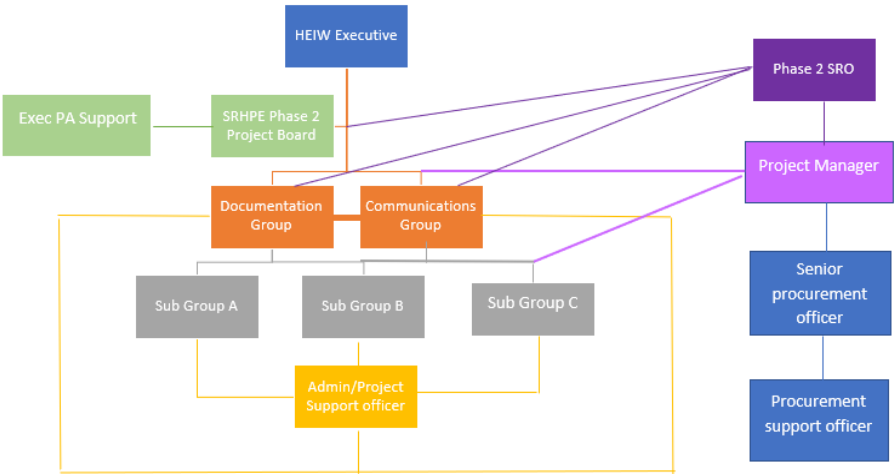 HEIW Executive
Phase 2 SRO
Exec PA Support
SRHPE Phase 2
Project Board
Project Manager
Documentation
Group
Communications
Group
Senior
procurement
officer
Sub Group A
Sub Group B
Sub Group C
Admin/Project
Support officer
Procurement
support officer